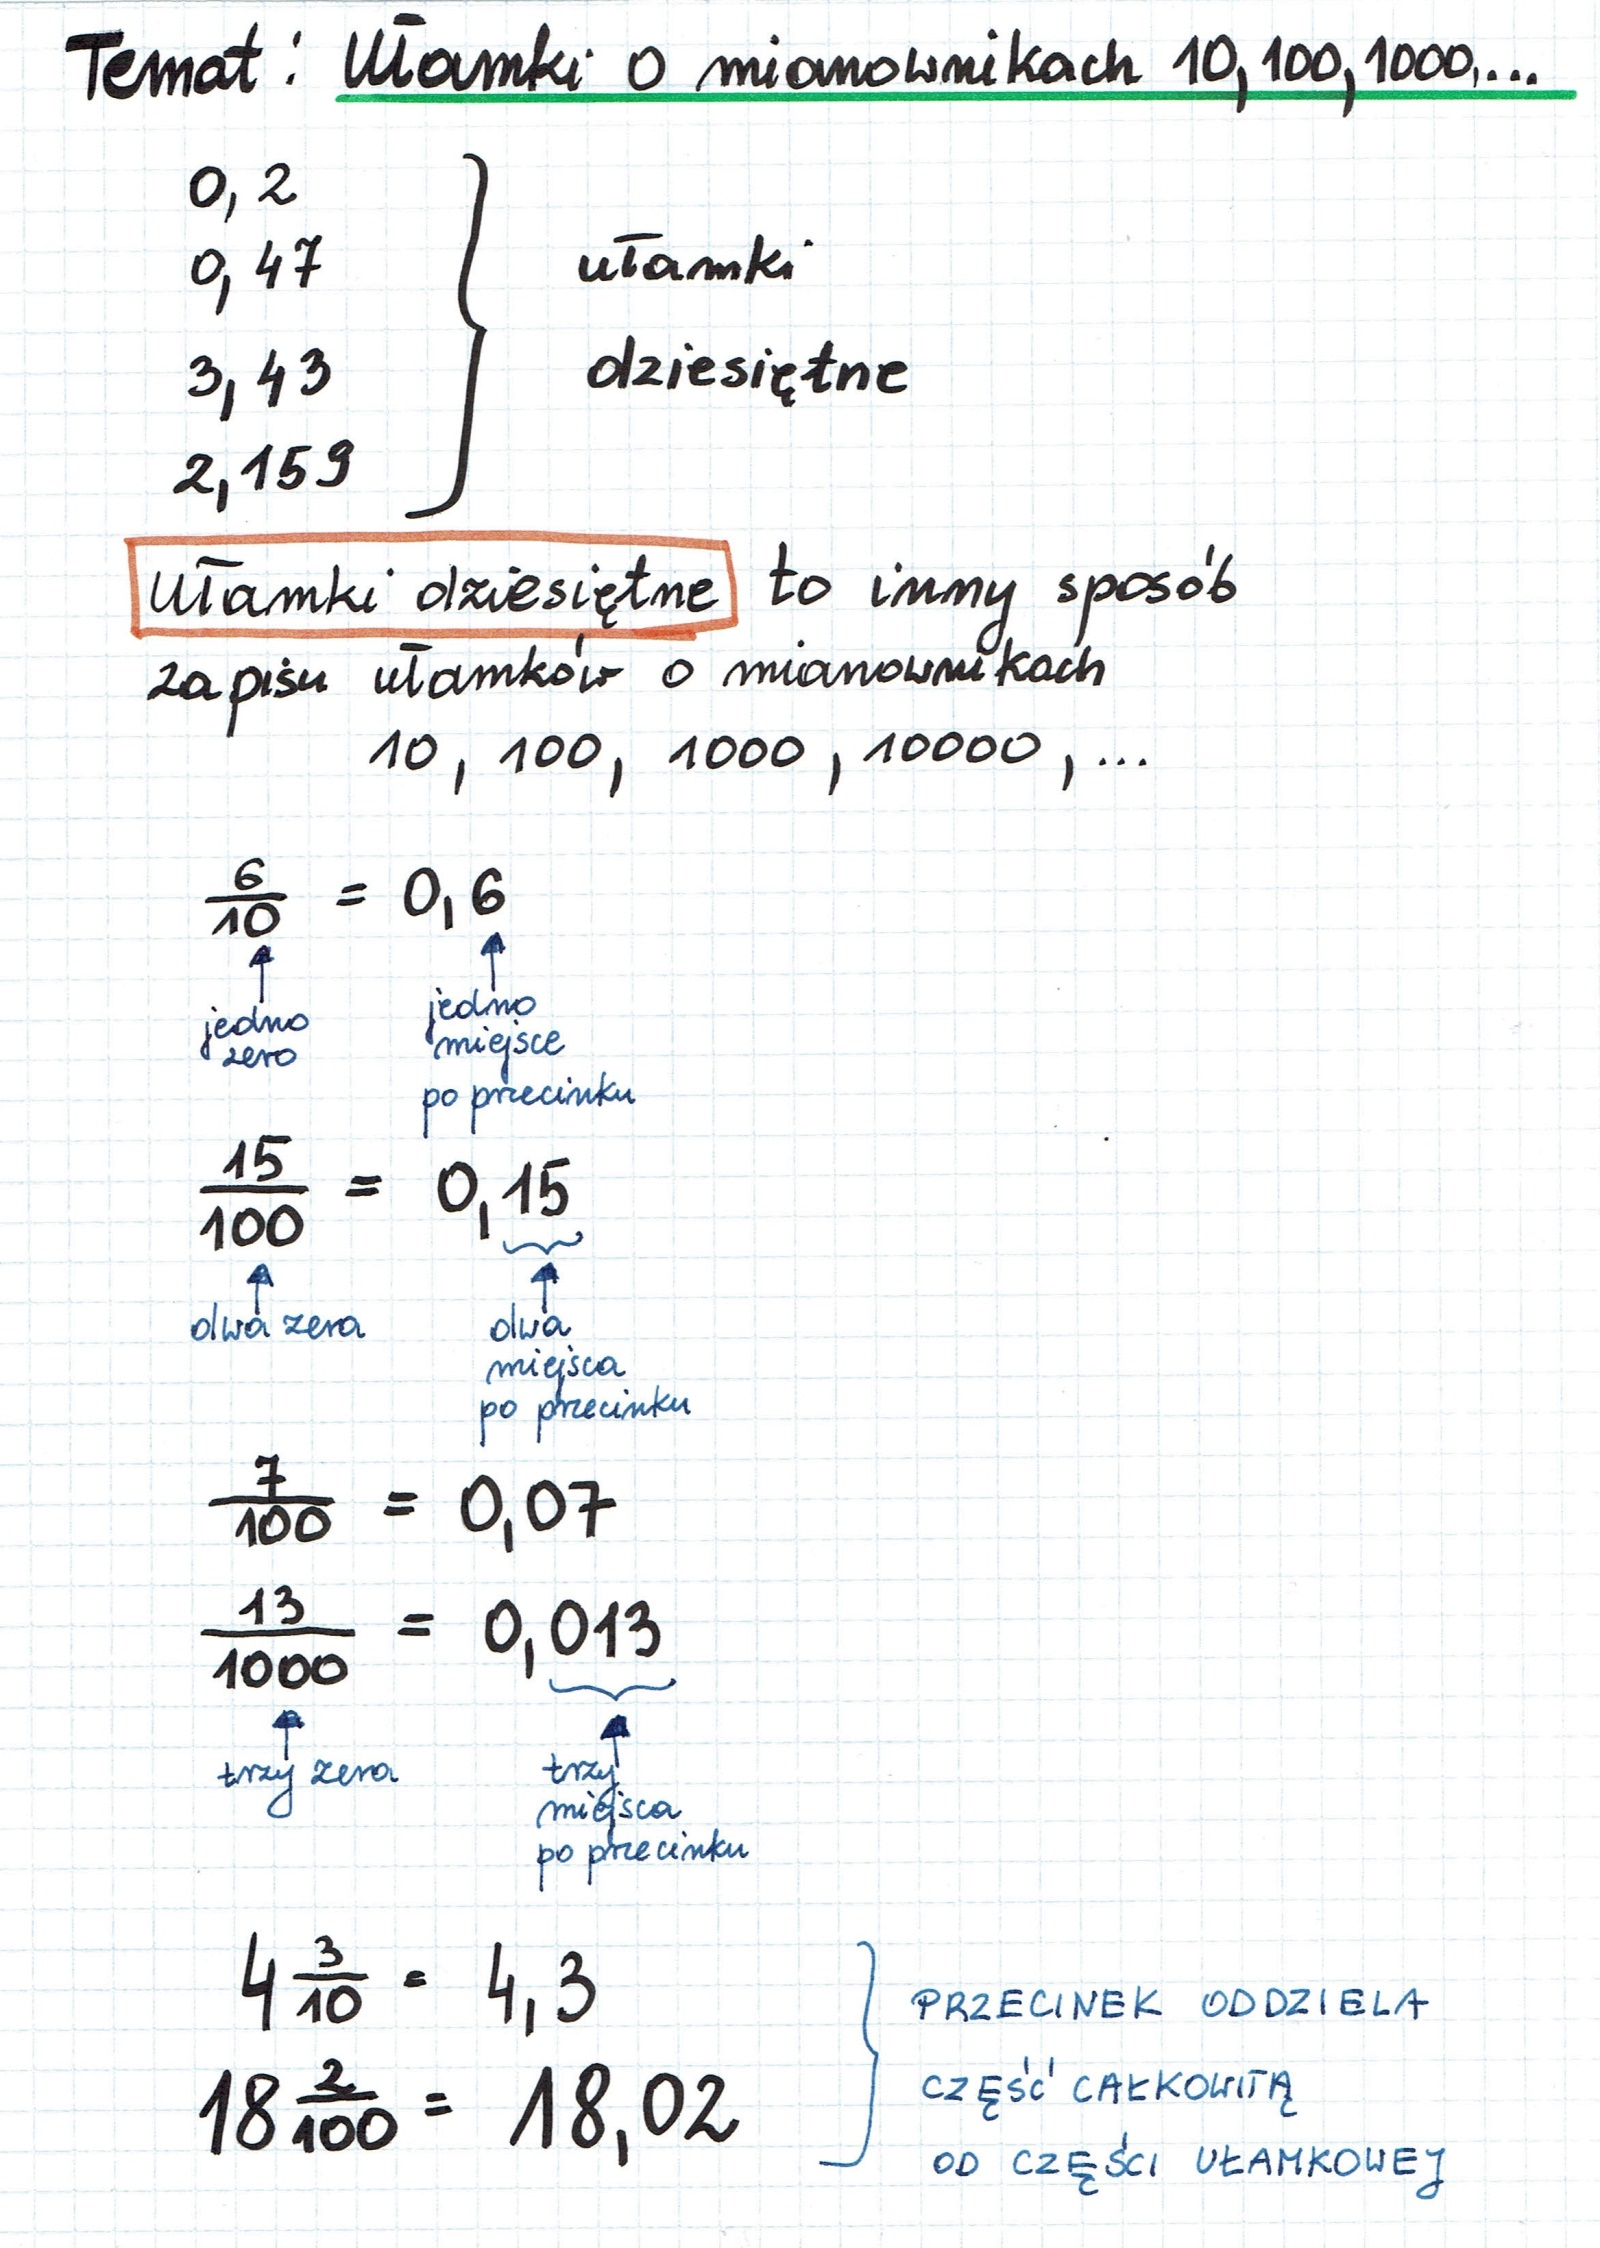 Temat: Ułamki o mianownikach 10, 100, 1000,...
0,2
0,47
3,43
2,159
ułamki
dziesiętne
Ułamki dziesiętne to inny sposób
zapisu ułamków o mianownikach
10, 100, 1000, 10000, ...
6/10 = 0,6
jedno
zero
jedno
miejsce
po przecinku
15/100 = 0,15
dwa zera
dwa
miejsca
po przecinku
7/100 = 0,07
13/1000 = 0,013
trzy zera
trzy
miejsca
po przecinku
4 3/10 = 4,3
18 2/100 = 18,02
PRZECINEK ODDZIELA
CZĘŚĆ CAŁKOWITĄ
OD CZĘŚCI UŁAMKOWEJ